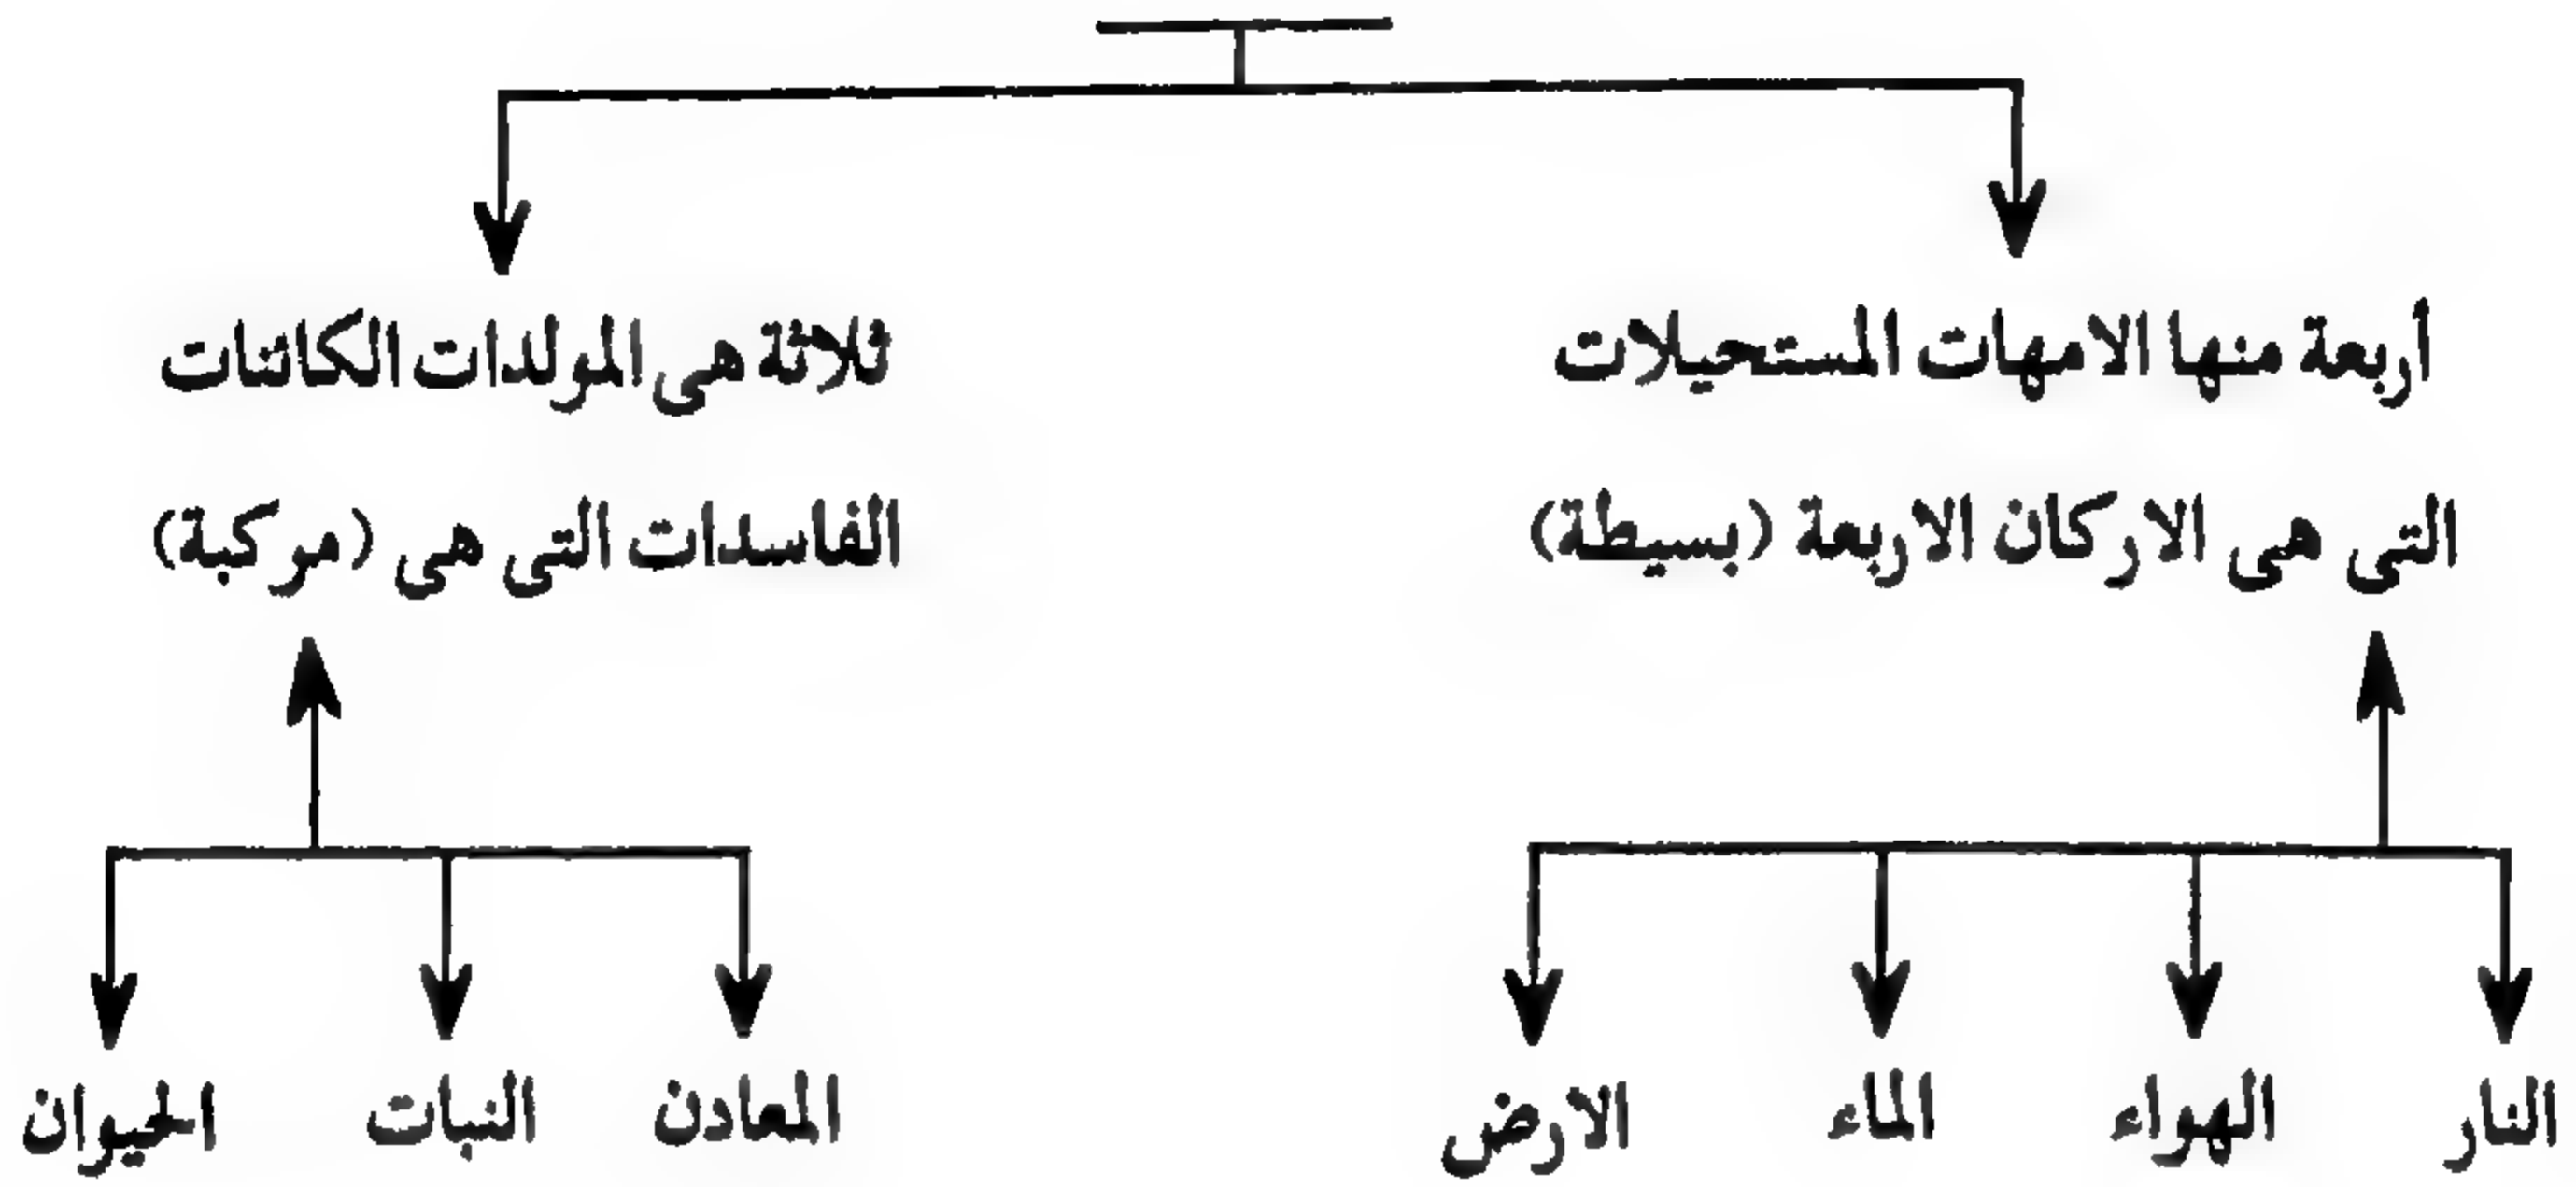 أربعة منها الامهات المستحيلات
التى هى الاركان الاربعة (بسيطة)
ثلاثة هى المولدات الكائنات
الفاسدات التى هى (مركبة)
النار
الهواء
الماء
الارض
المعادن
النبات
الحيوان